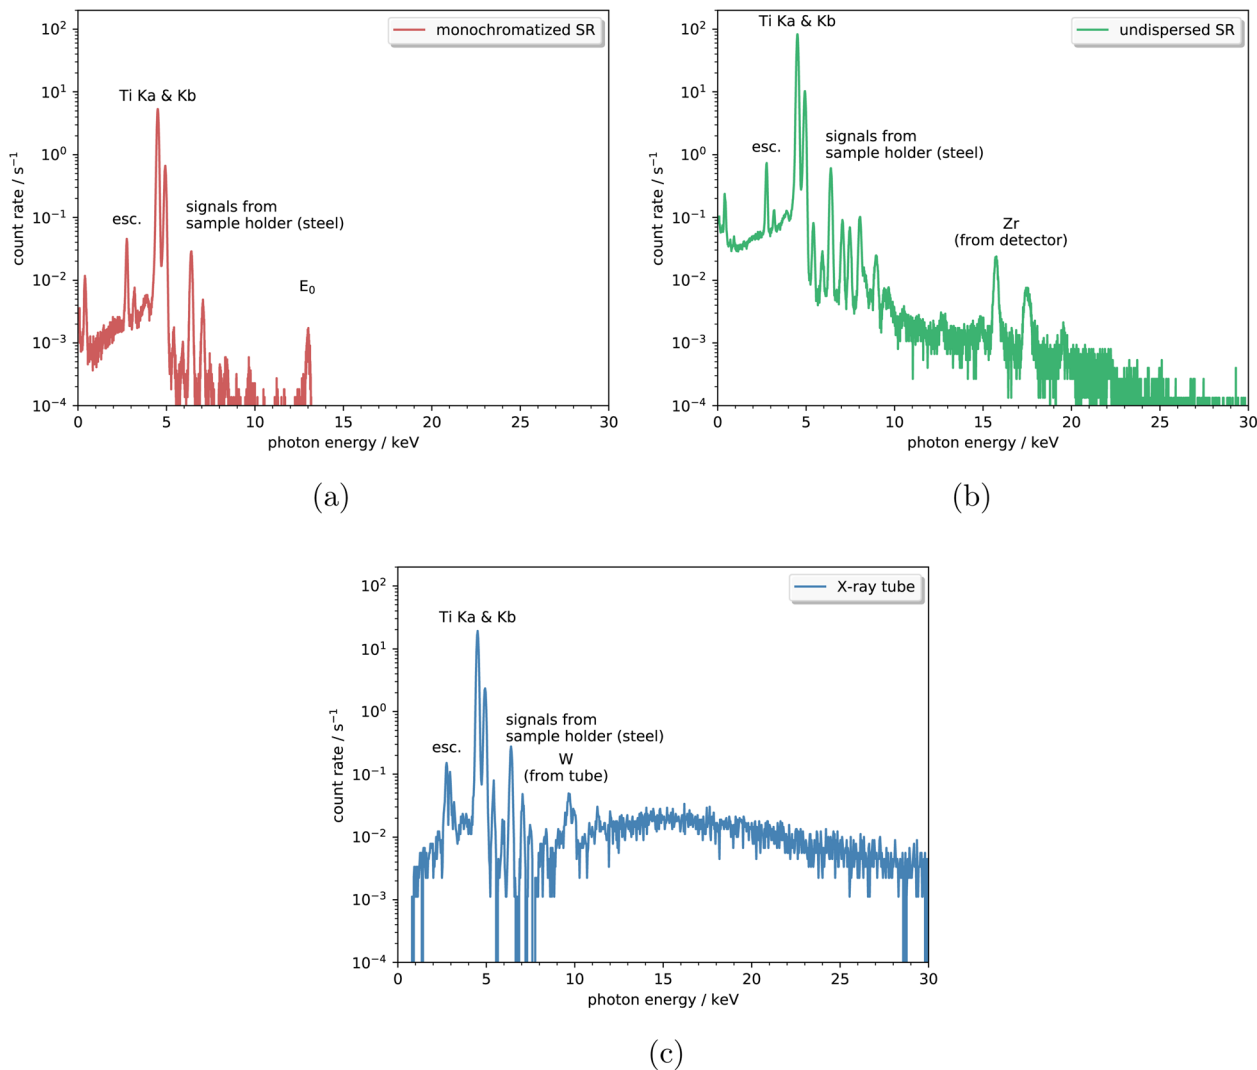 monochromatized SR
Ti Ka & Kb
esc.
signals from
sample holder (steel)
E₀
10²
10¹
10⁰
10⁻¹
10⁻²
10⁻³
10⁻⁴
count rate / s⁻¹
0 5 10 15 20 25 30
photon energy / keV
(a)
undispersed SR
Ti Ka & Kb
esc.
signals from
sample holder (steel)
Zr
(from detector)
10²
10¹
10⁰
10⁻¹
10⁻²
10⁻³
10⁻⁴
count rate / s⁻¹
0 5 10 15 20 25 30
photon energy / keV
(b)
X-ray tube
Ti Ka & Kb
esc.
signals from
sample holder (steel)
W
(from tube)
10²
10¹
10⁰
10⁻¹
10⁻²
10⁻³
10⁻⁴
count rate / s⁻¹
0 5 10 15 20 25 30
photon energy / keV
(c)